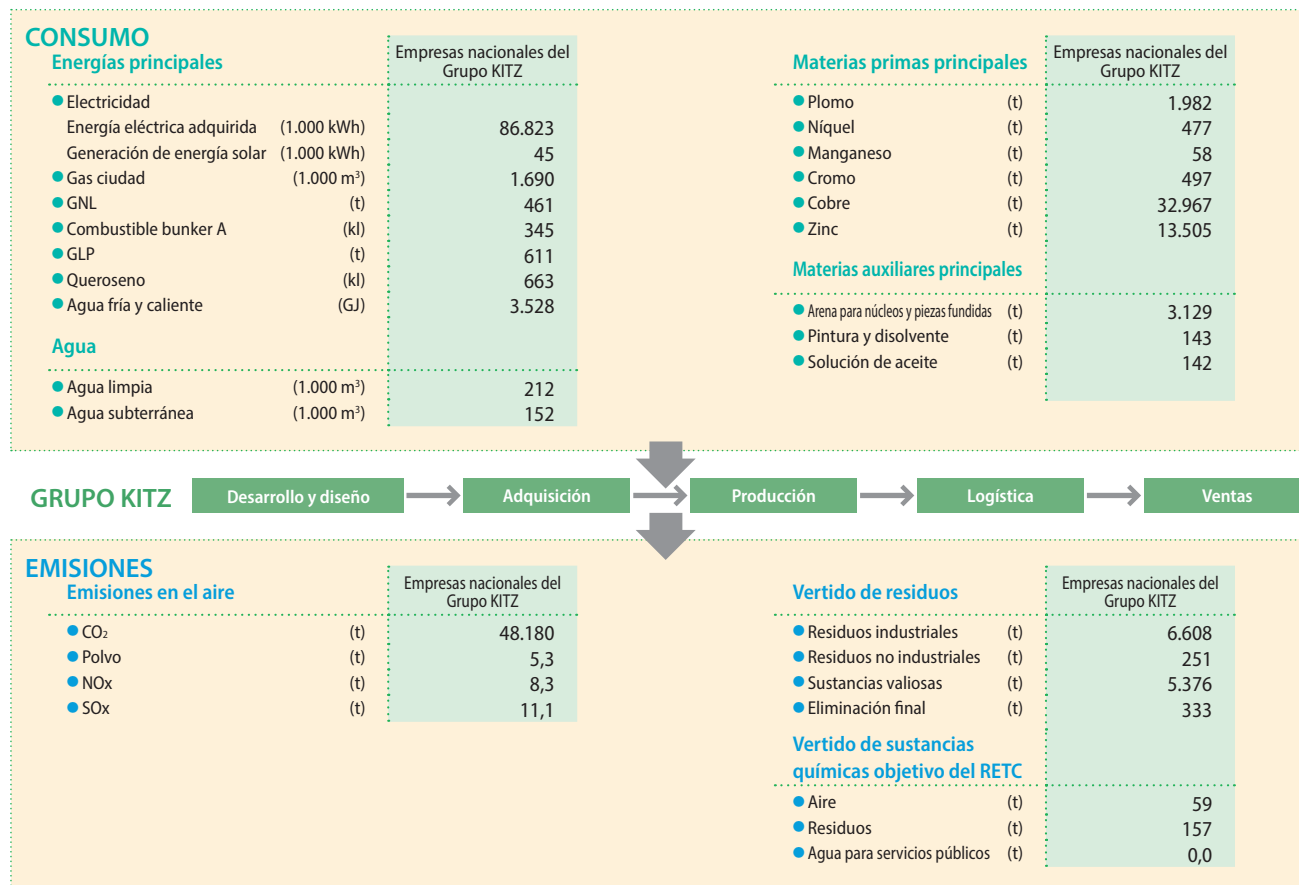 CONSUMO
Energías principales
Empresas nacionales del
Grupo KITZ
Electricidad
Energía eléctrica adquirida (1.000 kWh) 86.823
Generación de energía solar (1.000 kWh) 45
Gas ciudad (1.000 m³) 1.690
GNL (t) 461
Combustible bunker A (kl) 345
GLP (t) 611
Queroseno (kl) 663
Agua fría y caliente (GJ) 3.528
Agua
Agua limpia (1.000 m³) 212
Agua subterránea (1.000 m³) 152
Materias primas principales
Empresas nacionales del
Grupo KITZ
Plomo (t) 1.982
Níquel (t) 477
Manganeso (t) 58
Cromo (t) 497
Cobre (t) 32.967
Zinc (t) 13.505
Materias auxiliares principales
Arena para núcleos y piezas fundidas (t) 3.129
Pintura y disolvente (t) 143
Solución de aceite (t) 142
GRUPO KITZ Desarrollo y diseño Adquisición Producción Logística Ventas
EMISIONES
Emisiones en el aire
Empresas nacionales del
Grupo KITZ
CO₂ (t) 48.180
Polvo (t) 5,3
NOx (t) 8,3
SOx (t) 11,1
Vertido de residuos
Empresas nacionales del
Grupo KITZ
Residuos industriales (t) 6.608
Residuos no industriales (t) 251
Sustancias valiosas (t) 5.376
Eliminación final (t) 333
Vertido de sustancias
químicas objetivo del RETC
Aire (t) 59
Residuos (t) 157
Agua para servicios públicos (t) 0,0